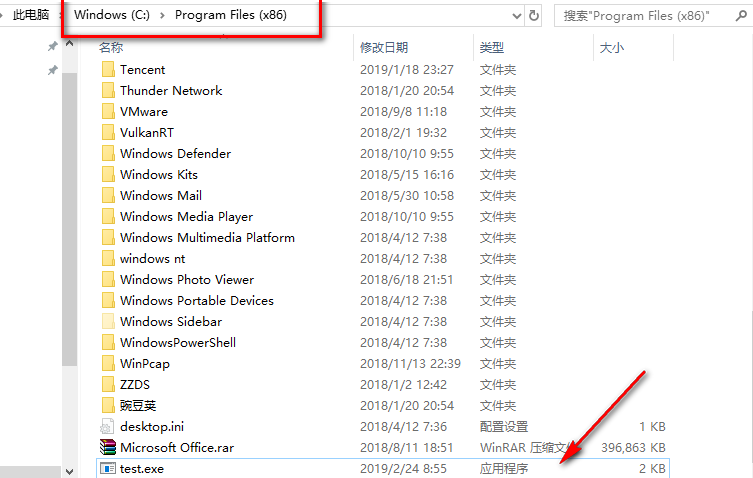 此电脑 Windows (C:) Program Files (x86) 搜索"Program Files (x86)"
名称 修改日期 类型 大小
Tencent 2019/1/18 23:27 文件夹
Thunder Network 2018/1/20 20:54 文件夹
VMware 2018/9/8 11:18 文件夹
VulkanRT 2018/2/1 19:32 文件夹
Windows Defender 2018/10/10 9:55 文件夹
Windows Kits 2018/5/15 16:16 文件夹
Windows Mail 2018/5/30 10:58 文件夹
Windows Media Player 2018/10/10 9:55 文件夹
Windows Multimedia Platform 2018/4/12 7:38 文件夹
windows nt 2018/4/12 7:38 文件夹
Windows Photo Viewer 2018/6/18 21:51 文件夹
Windows Portable Devices 2018/4/12 7:38 文件夹
Windows Sidebar 2018/4/12 7:38 文件夹
WindowsPowerShell 2018/4/12 7:38 文件夹
WinPcap 2018/11/13 22:39 文件夹
ZZDS 2018/1/2 12:42 文件夹
豌豆荚 2018/1/20 20:54 文件夹
desktop.ini 2018/4/12 7:36 配置设置 1 KB
Microsoft Office.rar 2018/8/11 18:51 WinRAR 压缩文件 396,863 KB
test.exe 2019/2/24 8:55 应用程序 2 KB